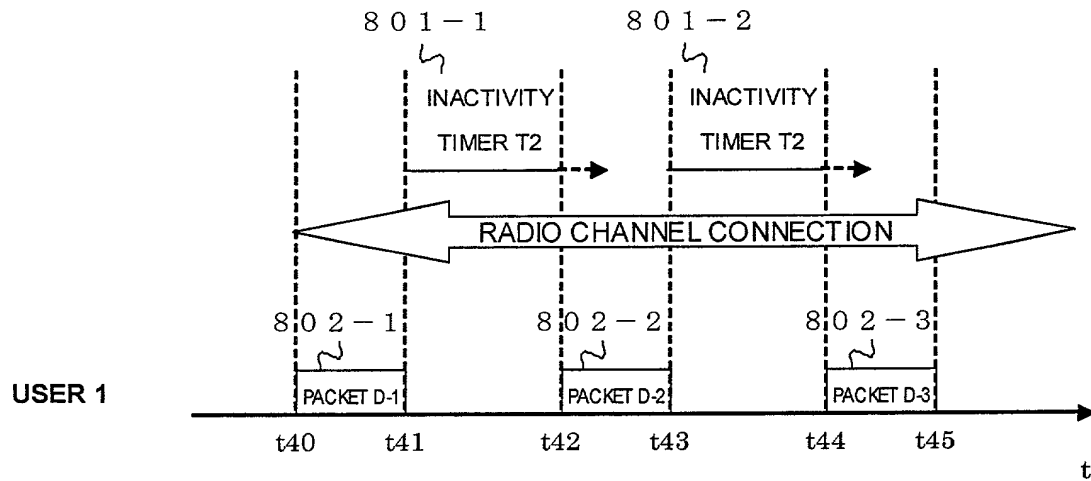 801-1 801-2
INACTIVITY INACTIVITY
TIMER T2 TIMER T2
RADIO CHANNEL CONNECTION
802-1 802-2 802-3
USER 1 PACKET D-1 PACKET D-2 PACKET D-3
t40 t41 t42 t43 t44 t45
t